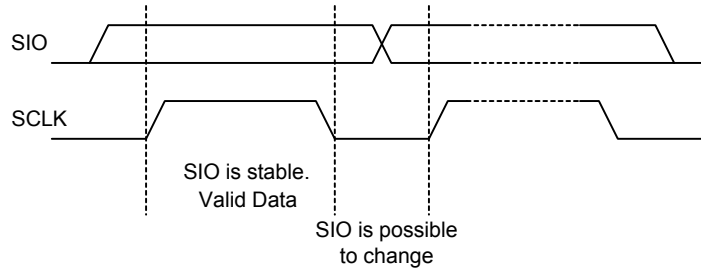 SIO
SCLK
SIO is stable.
Valid Data
SIO is possible
to change